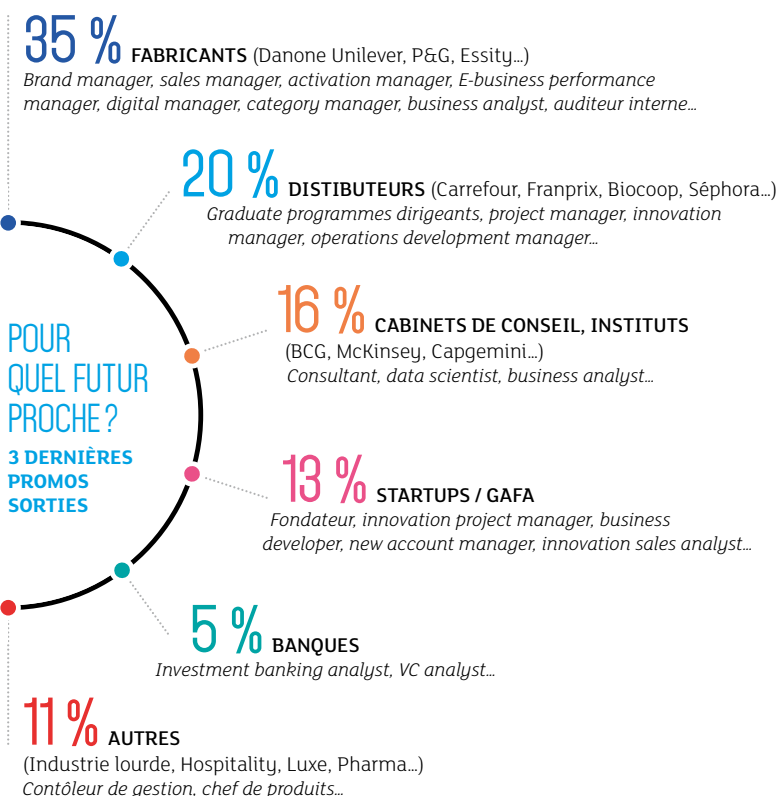 35 % FABRICANTS (Danone Unilever, P&G, Essity...)
Brand manager, sales manager, activation manager, E-business performance
manager, digital manager, category manager, business analyst, auditeur interne...
20 % DISTIBUTEURS (Carrefour, Franprix, Biocoop, Séphora...)
Graduate programmes dirigeants, project manager, innovation
manager, operations development manager...
16 % CABINETS DE CONSEIL, INSTITUTS
(BCG, McKinsey, Capgemini...)
Consultant, data scientist, business analyst...
POUR
QUEL FUTUR
PROCHE ?
3 DERNIÈRES
PROMOS
SORTIES
13 % STARTUPS / GAFA
Fondateur, innovation project manager, business
developer, new account manager, innovation sales analyst...
5 % BANQUES
Investment banking analyst, VC analyst...
11 % AUTRES
(Industrie lourde, Hospitality, Luxe, Pharma...)
Contôleur de gestion, chef de produits...